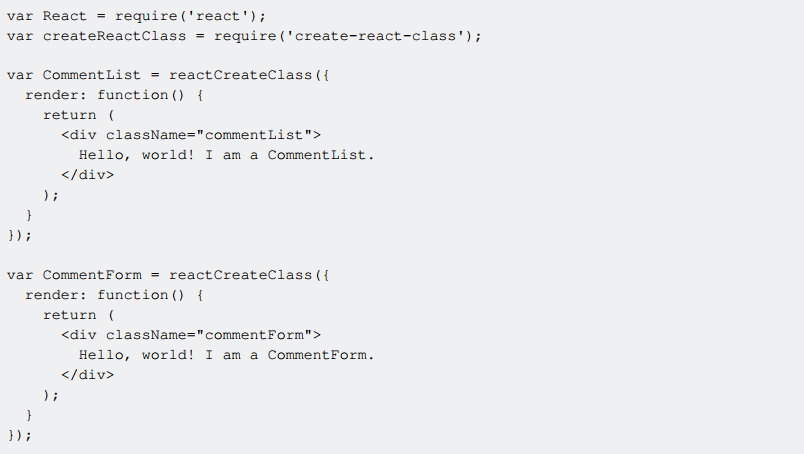 var React = require('react');
var createReactClass = require('create-react-class');

var CommentList = reactCreateClass({
  render: function() {
    return (
      <div className="commentList">
        Hello, world! I am a CommentList.
      </div>
    );
  }
});

var CommentForm = reactCreateClass({
  render: function() {
    return (
      <div className="commentForm">
        Hello, world! I am a CommentForm.
      </div>
    );
  }
});